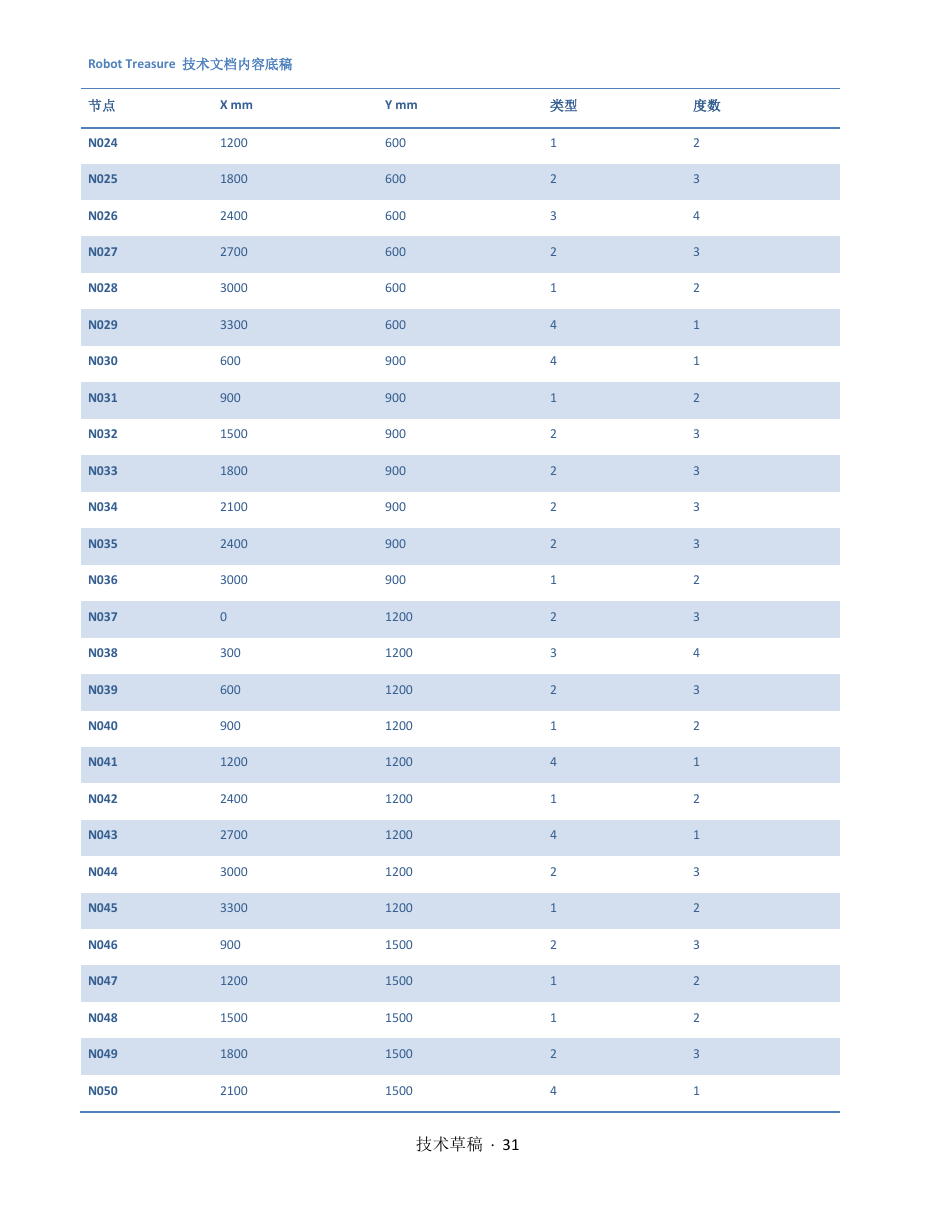 Robot Treasure 技术文档内容底稿
节点 X mm Y mm 类型 度数
N024 1200 600 1 2
N025 1800 600 2 3
N026 2400 600 3 4
N027 2700 600 2 3
N028 3000 600 1 2
N029 3300 600 4 1
N030 600 900 4 1
N031 900 900 1 2
N032 1500 900 2 3
N033 1800 900 2 3
N034 2100 900 2 3
N035 2400 900 2 3
N036 3000 900 1 2
N037 0 1200 2 3
N038 300 1200 3 4
N039 600 1200 2 3
N040 900 1200 1 2
N041 1200 1200 4 1
N042 2400 1200 1 2
N043 2700 1200 4 1
N044 3000 1200 2 3
N045 3300 1200 1 2
N046 900 1500 2 3
N047 1200 1500 1 2
N048 1500 1500 1 2
N049 1800 1500 2 3
N050 2100 1500 4 1
技术草稿 · 31